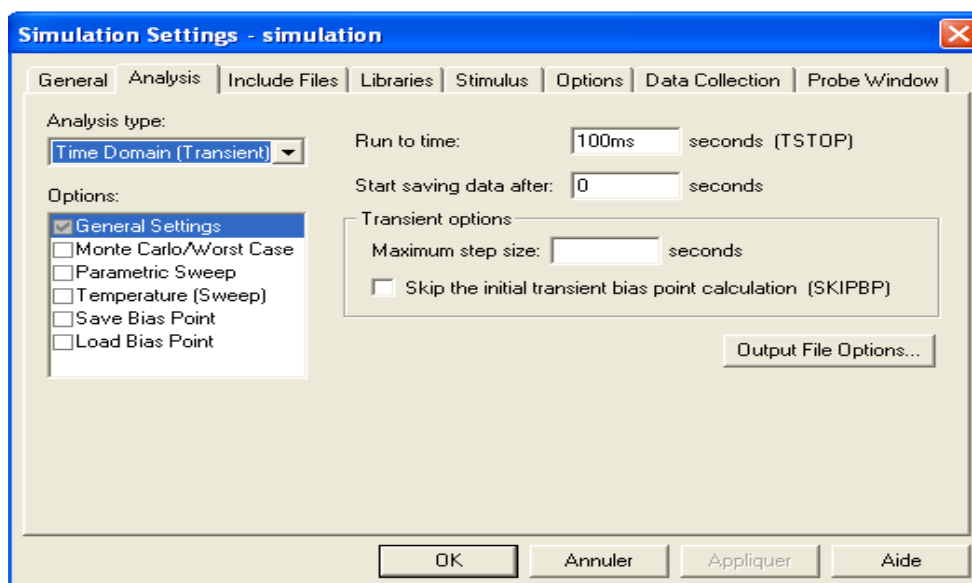 Simulation Settings - simulation
General Analysis Include Files Libraries Stimulus Options Data Collection Probe Window
Analysis type:
Time Domain (Transient)
Options:
General Settings
Monte Carlo/Worst Case
Parametric Sweep
Temperature (Sweep)
Save Bias Point
Load Bias Point
Run to time: 100ms seconds (TSTOP)
Start saving data after: 0 seconds
Transient options
Maximum step size: seconds
Skip the initial transient bias point calculation (SKIPBP)
Output File Options...
OK Annuler Appliquer Aide